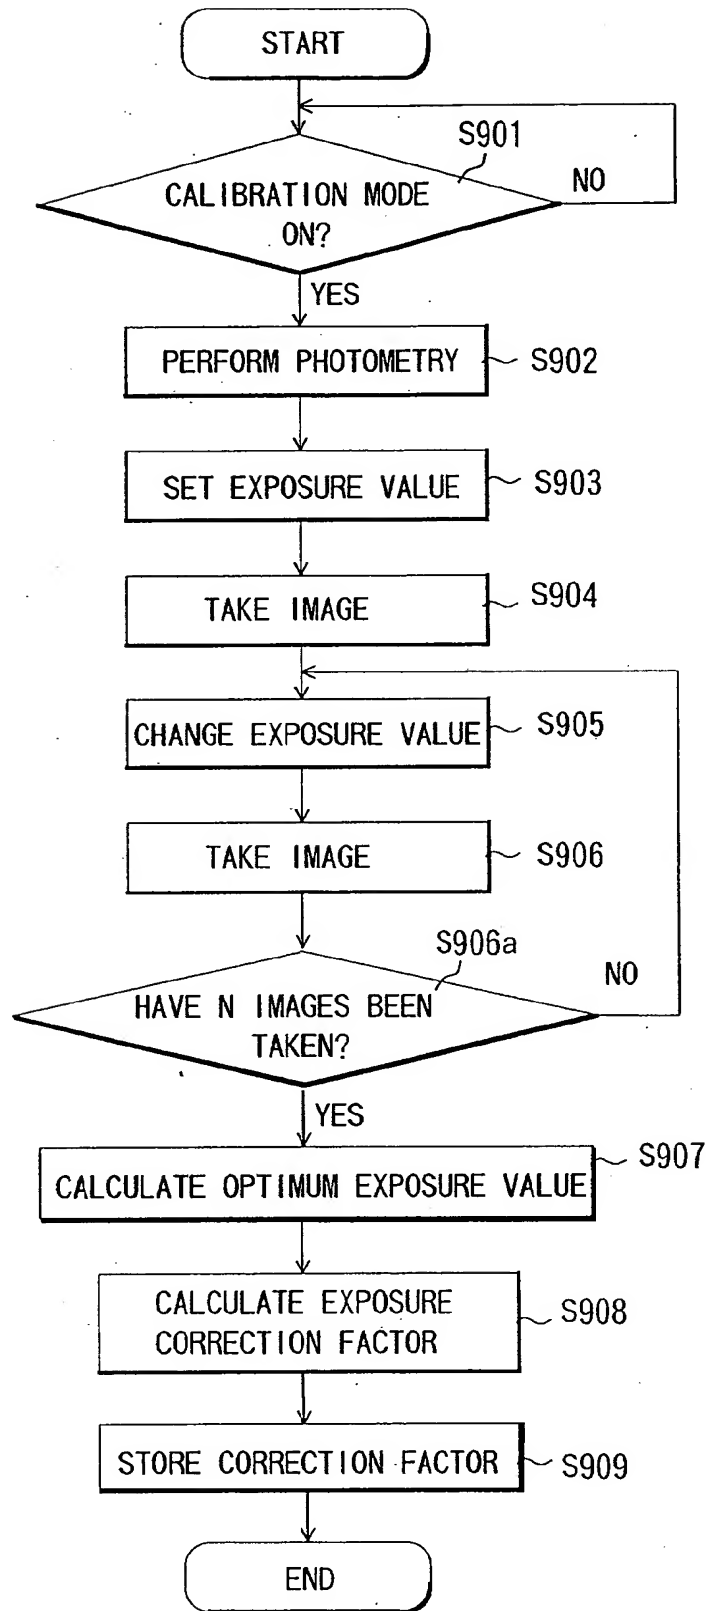 START
S901
CALIBRATION MODE
ON?
NO
YES
PERFORM PHOTOMETRY
S902
SET EXPOSURE VALUE
S903
TAKE IMAGE
S904
CHANGE EXPOSURE VALUE
S905
TAKE IMAGE
S906
S906a
HAVE N IMAGES BEEN
TAKEN?
NO
YES
CALCULATE OPTIMUM EXPOSURE VALUE
S907
CALCULATE EXPOSURE
CORRECTION FACTOR
S908
STORE CORRECTION FACTOR
S909
END